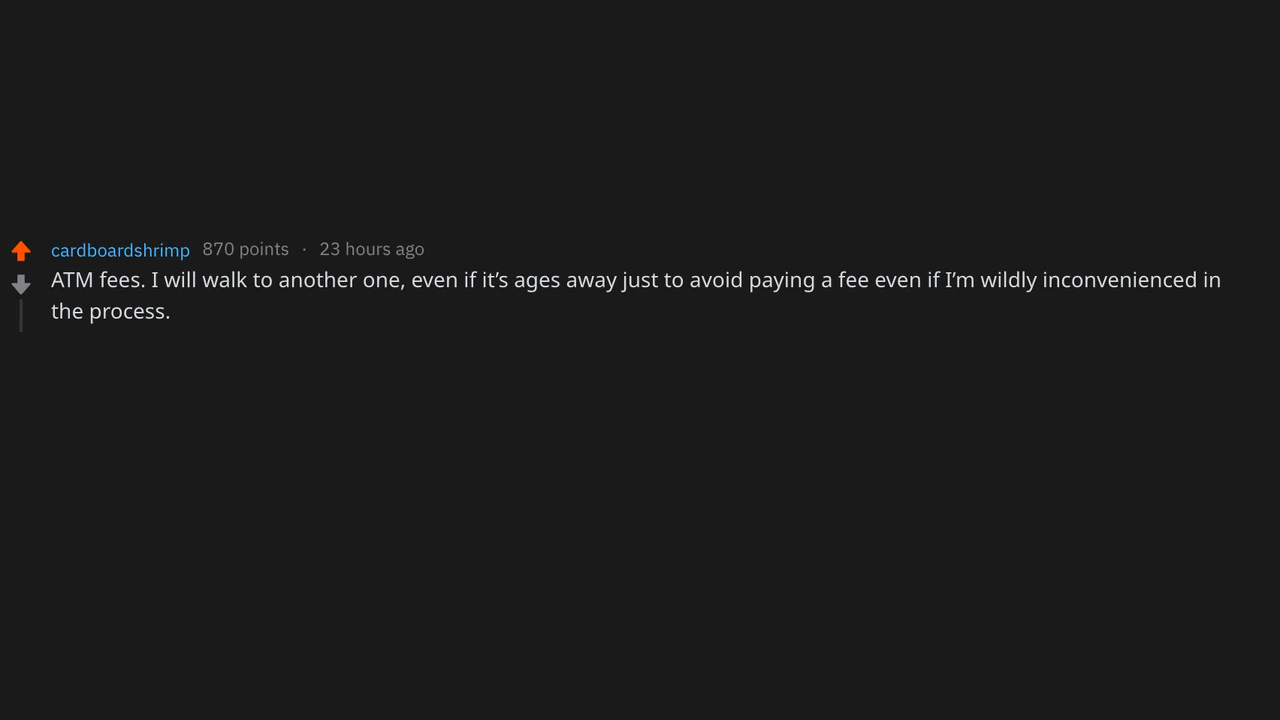 cardboardshrimp 870 points · 23 hours ago
ATM fees. I will walk to another one, even if it’s ages away just to avoid paying a fee even if I’m wildly inconvenienced in
the process.